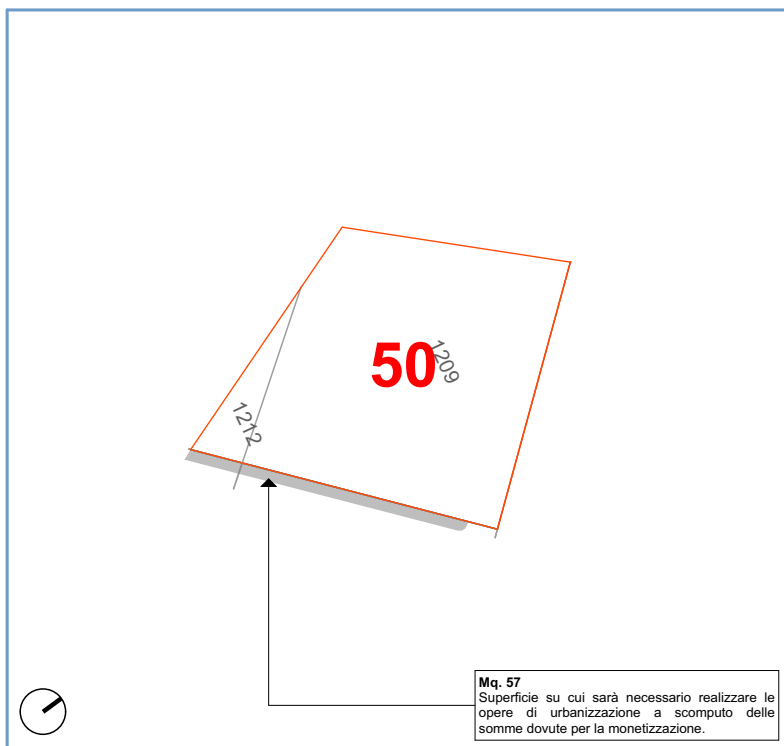 50
1209
1212
Mq. 57
Superficie su cui sarà necessario realizzare le
opere di urbanizzazione a scomputo delle
somme dovute per la monetizzazione.